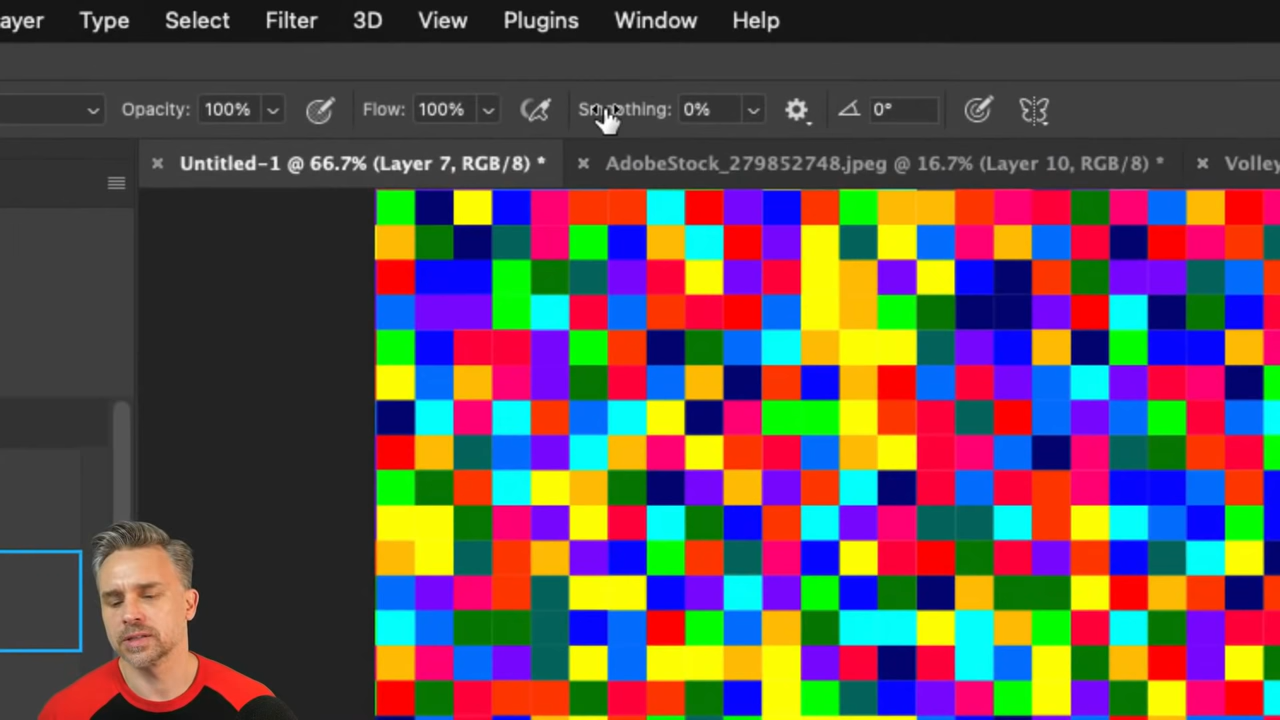 ayer Type Select Filter 3D View Plugins Window Help
Opacity: 100% Flow: 100% Smoothing: 0% 0°
Untitled-1 @ 66.7% (Layer 7, RGB/8) * AdobeStock_279852748.jpeg @ 16.7% (Layer 10, RGB/8) * Volley